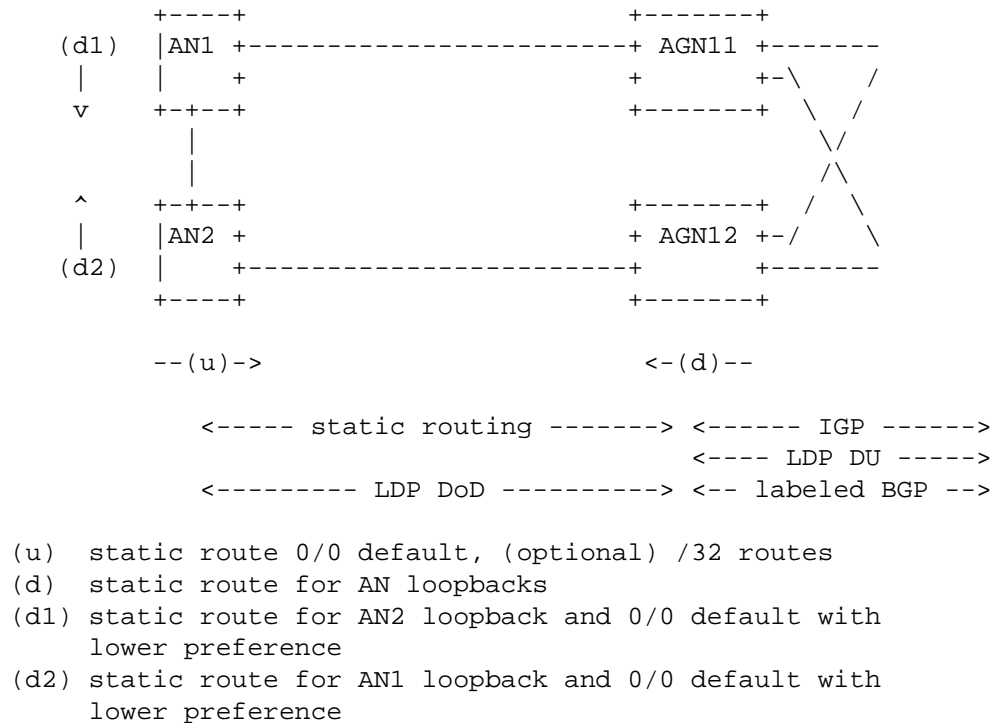 +----+                         +-------+
   (d1) |AN1 +-------------------------+ AGN11 +-------
    |   |    +                         +       +-\    /
    v   +-+--+                         +-------+  \  /
          |                                        \/
          |                                        /\
    ^   +-+--+                         +-------+  /  \
    |   |AN2 +                         + AGN12 +-/    \
   (d2) |    +-------------------------+       +-------
        +----+                         +-------+
        --(u)->                         <-(d)--
<----- static routing -------> <------ IGP ------>
<---- LDP DU ----->
<--------- LDP DoD ----------> <-- labeled BGP -->
(u)  static route 0/0 default, (optional) /32 routes
(d)  static route for AN loopbacks
(d1) static route for AN2 loopback and 0/0 default with
     lower preference
(d2) static route for AN1 loopback and 0/0 default with
     lower preference